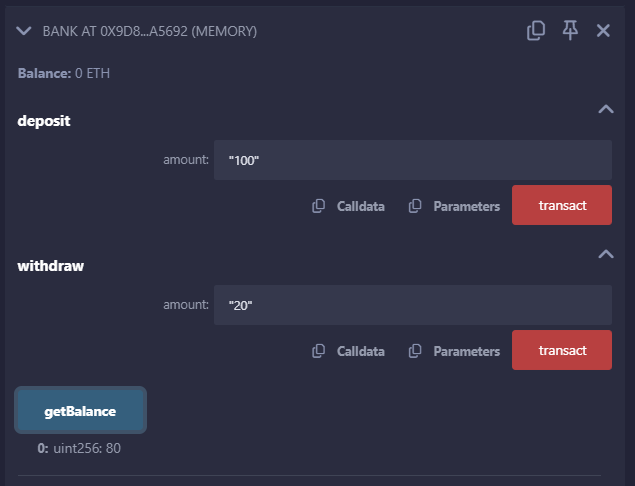 BANK AT 0X9D8...A5692 (MEMORY)
Balance: 0 ETH
deposit
amount: "100"
Calldata Parameters transact
withdraw
amount: "20"
Calldata Parameters transact
getBalance
0: uint256: 80